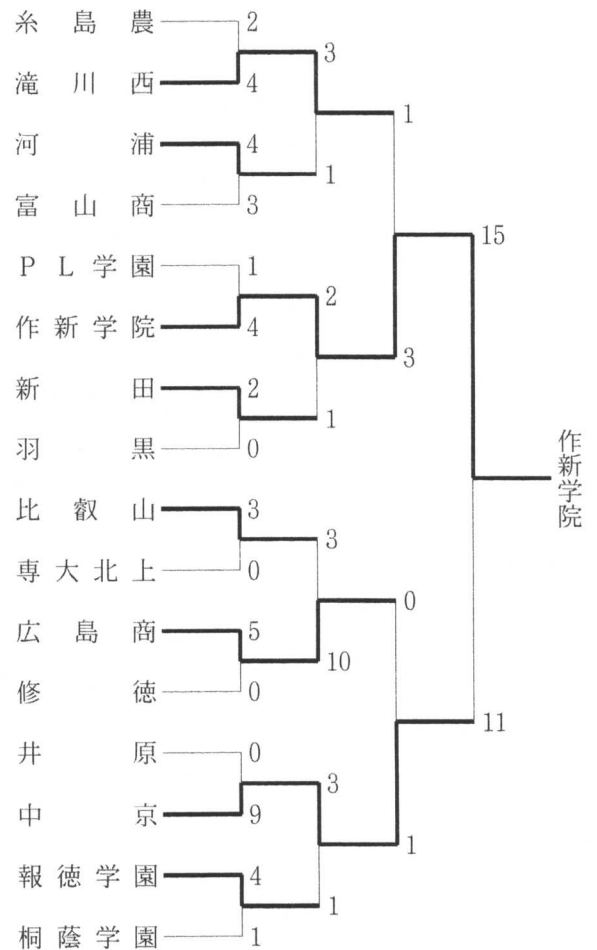 糸島農 2
滝川西 4
3
河浦 4
富山商 3
1
1
PL学園 1
作新学院 4
2
新田 2
羽黒 0
1
3
15
比叡山 3
専大北上 0
3
広島商 5
修徳 0
10
0
井原 0
中京 9
3
報徳学園 4
桐蔭学園 1
1
1
11
作新学院